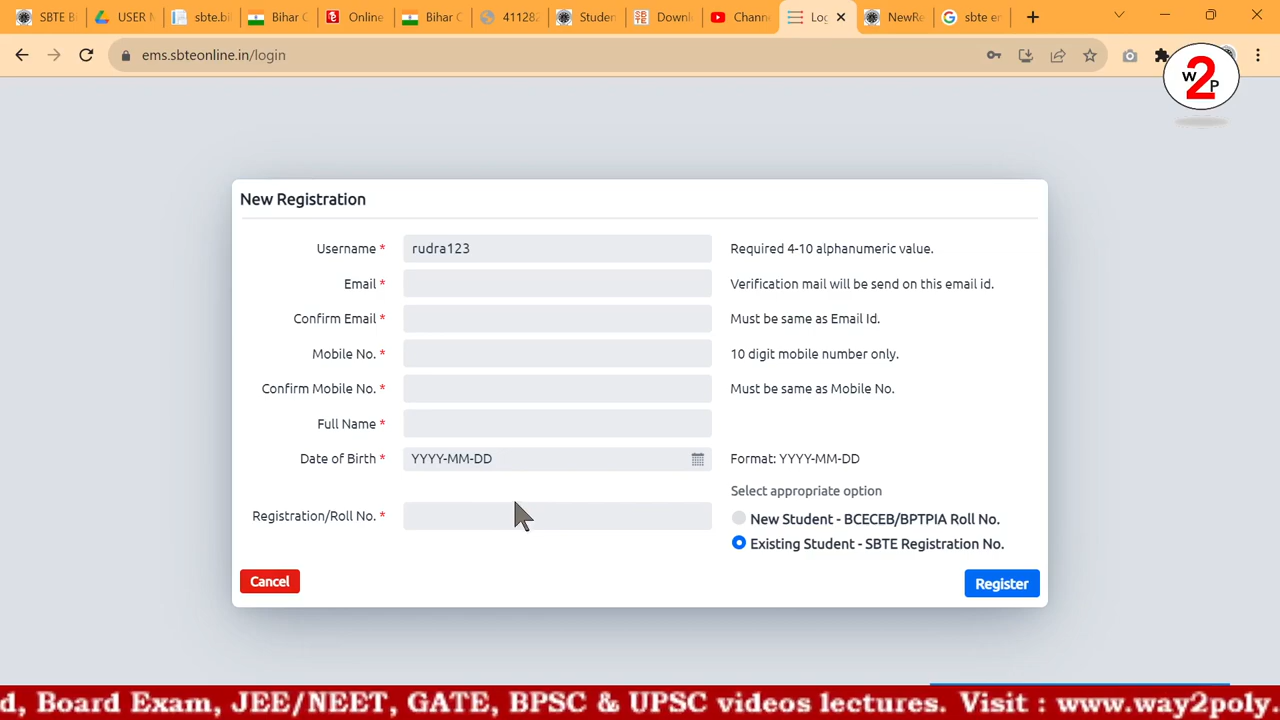 SBTE B
USER M
sbte.bi
Bihar C
Online
Bihar C
41128
Studen
Downl
Chann
Log
NewRe
sbte er
ems.sbteonline.in/login
w2P
New Registration
Username * rudra123 Required 4-10 alphanumeric value.
Email * Verification mail will be send on this email id.
Confirm Email * Must be same as Email Id.
Mobile No. * 10 digit mobile number only.
Confirm Mobile No. * Must be same as Mobile No.
Full Name *
Date of Birth * YYYY-MM-DD Format: YYYY-MM-DD
Select appropriate option
Registration/Roll No. * New Student - BCECEB/BPTPIA Roll No.
Existing Student - SBTE Registration No.
Cancel Register
d, Board Exam, JEE/NEET, GATE, BPSC & UPSC videos lectures. Visit : www.way2poly.